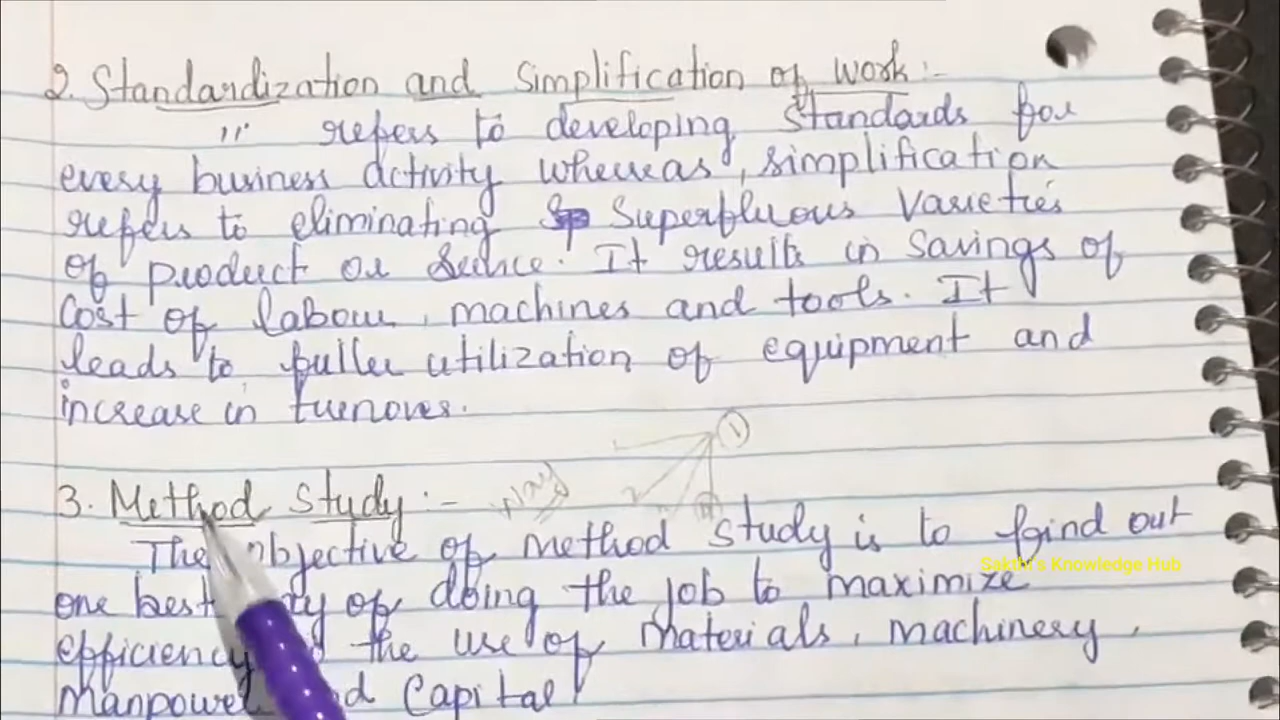 2. Standardization and Simplification of work :-
〃 refers to developing standards for
every business activity whereas, simplification
refers to eliminating Superfluous Varieties
of product or Service. It results in savings of
Cost of labour, machines and tools. It
leads to fuller utilization of equipment and
increase in turnover.
3. Method Study :- way
1
The objective of method study is to find out
Sakthi's Knowledge Hub
one best of doing the job to maximize
efficiency the use of materials, machinery,
Manpower Capital